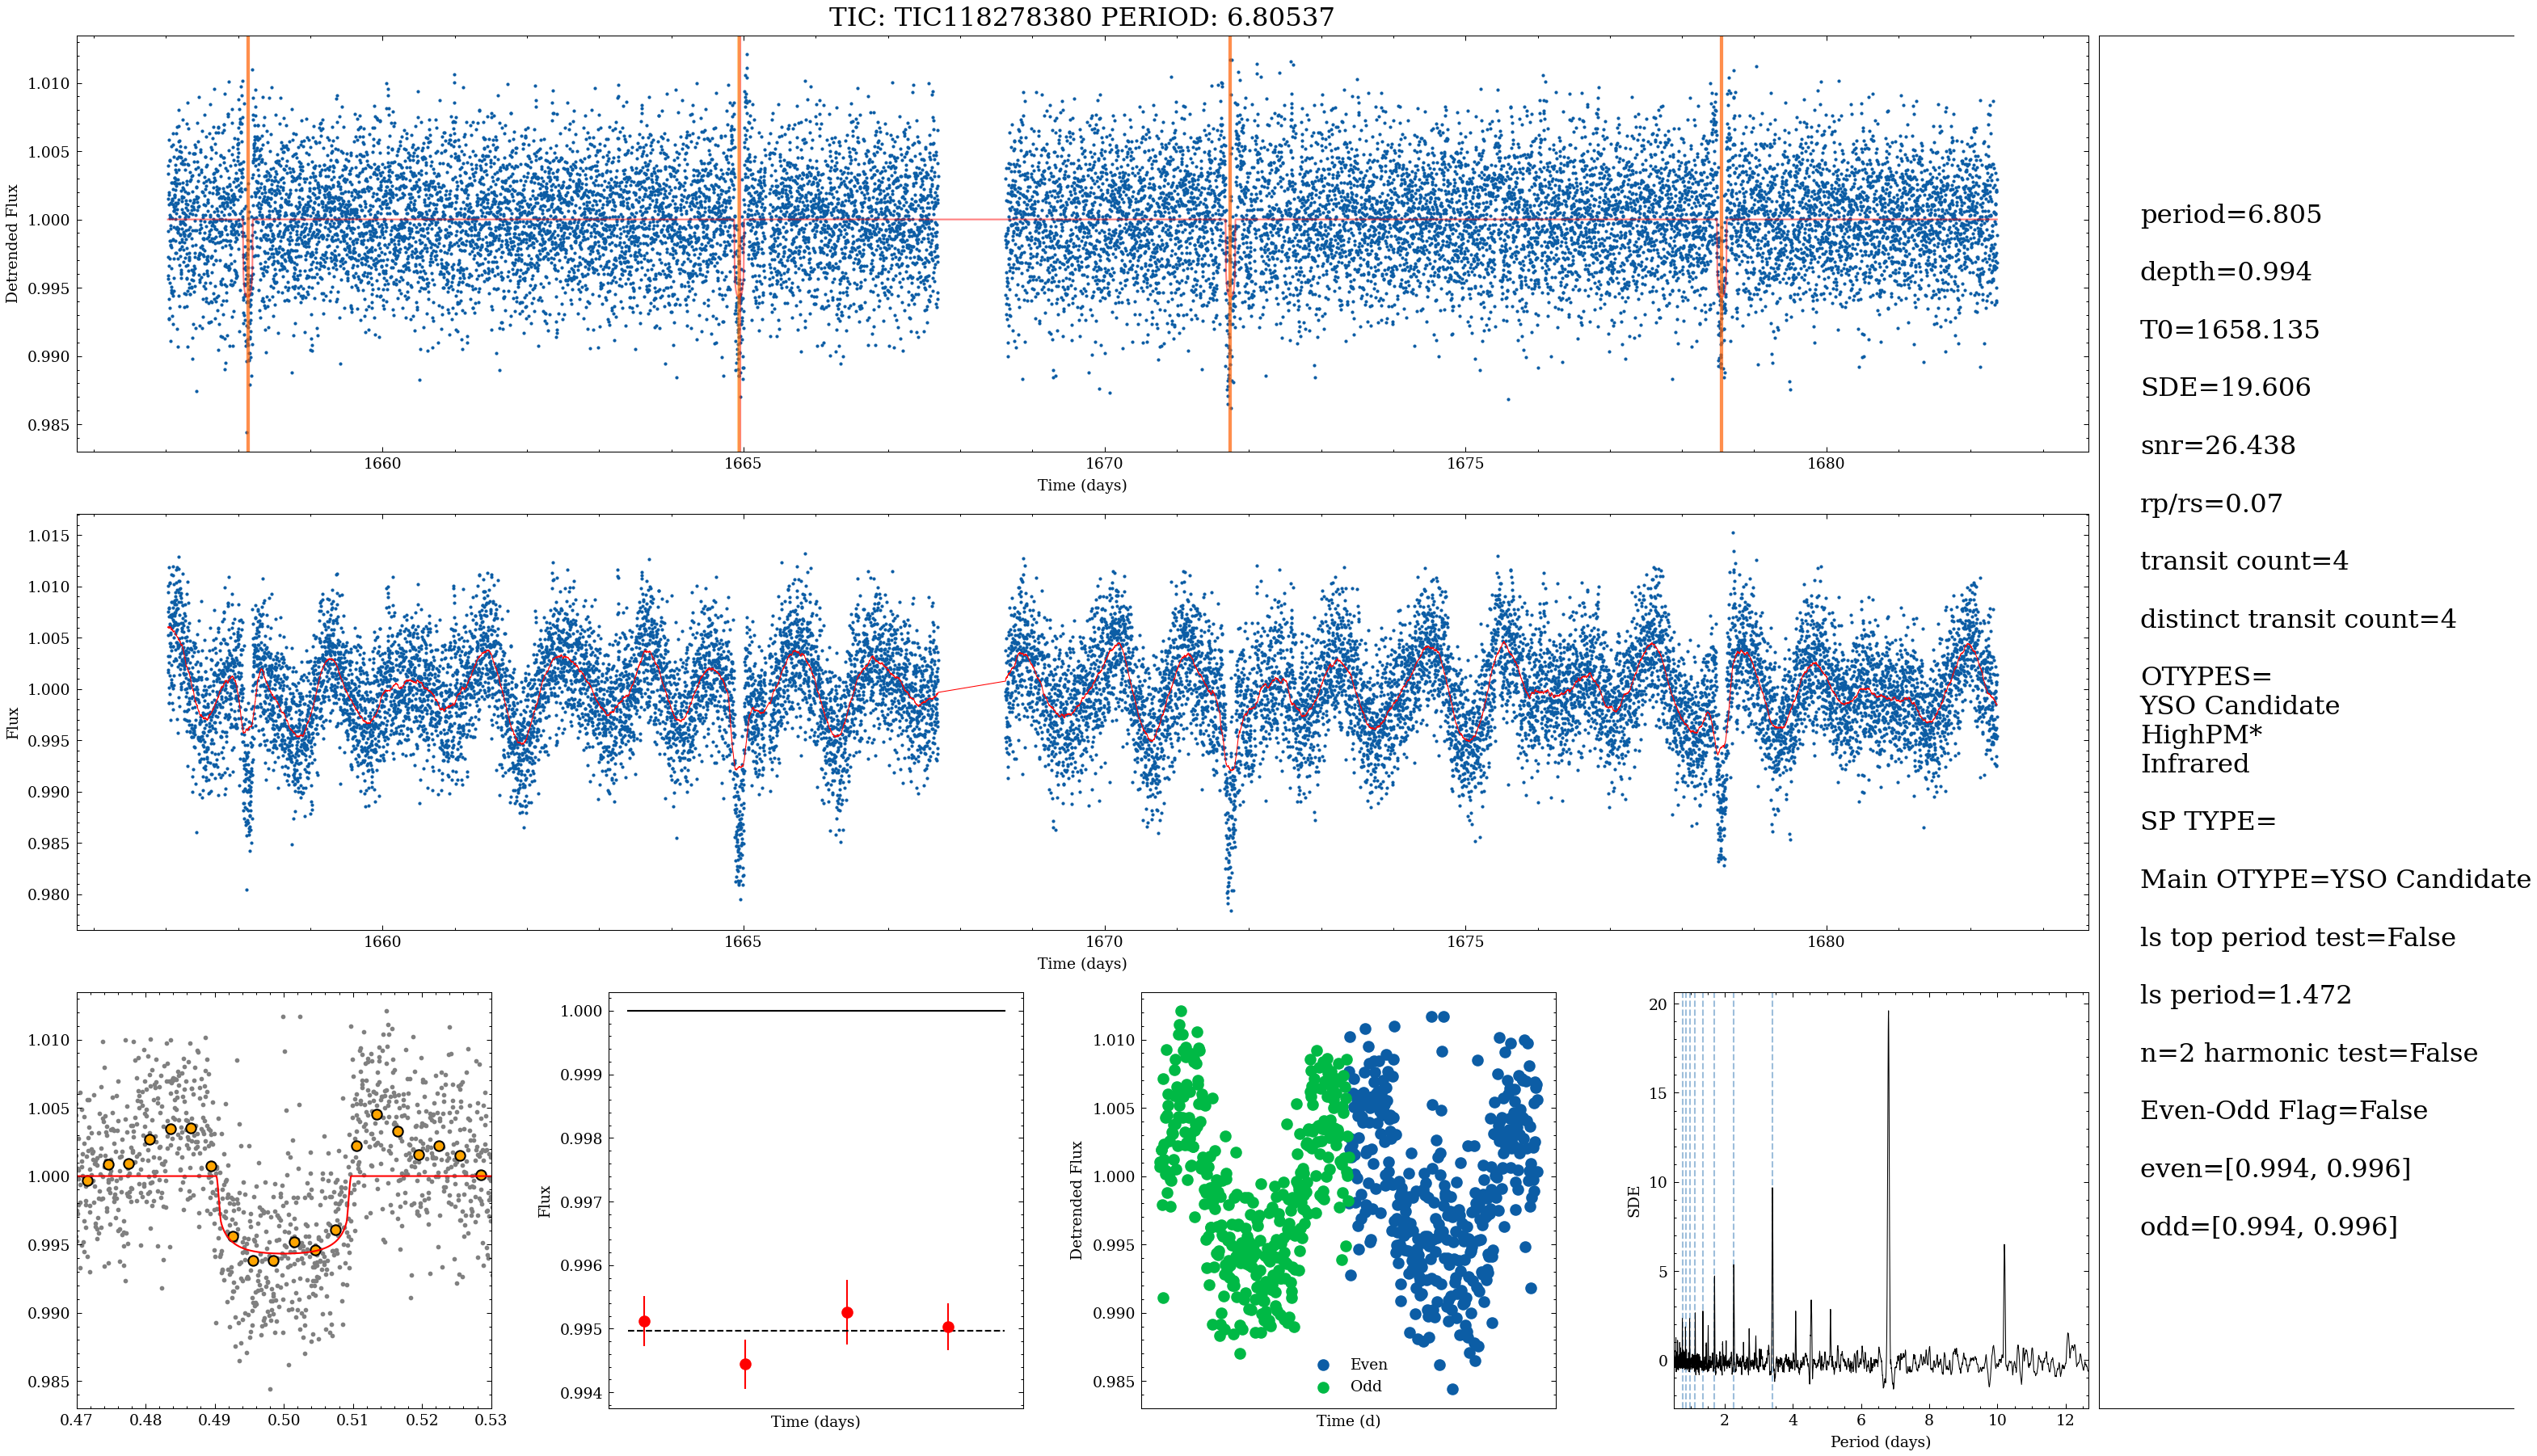 TIC: TIC118278380 PERIOD: 6.80537
Detrended Flux
1.010
1.005
1.000
0.995
0.990
0.985
1660
1665
1670
1675
1680
Time (days)
Flux
1.015
1.010
1.005
1.000
0.995
0.990
0.985
0.980
1660
1665
1670
1675
1680
Time (days)
1.010
1.005
1.000
0.995
0.990
0.985
0.47
0.48
0.49
0.50
0.51
0.52
0.53
Flux
1.000
0.999
0.998
0.997
0.996
0.995
0.994
Time (days)
Detrended Flux
1.010
1.005
1.000
0.995
0.990
0.985
Even
Odd
Time (d)
SDE
20
15
10
5
0
2
4
6
8
10
12
Period (days)
period=6.805
depth=0.994
T0=1658.135
SDE=19.606
snr=26.438
rp/rs=0.07
transit count=4
distinct transit count=4
OTYPES=
YSO Candidate
HighPM*
Infrared
SP TYPE=
Main OTYPE=YSO Candidate
ls top period test=False
ls period=1.472
n=2 harmonic test=False
Even-Odd Flag=False
even=[0.994, 0.996]
odd=[0.994, 0.996]